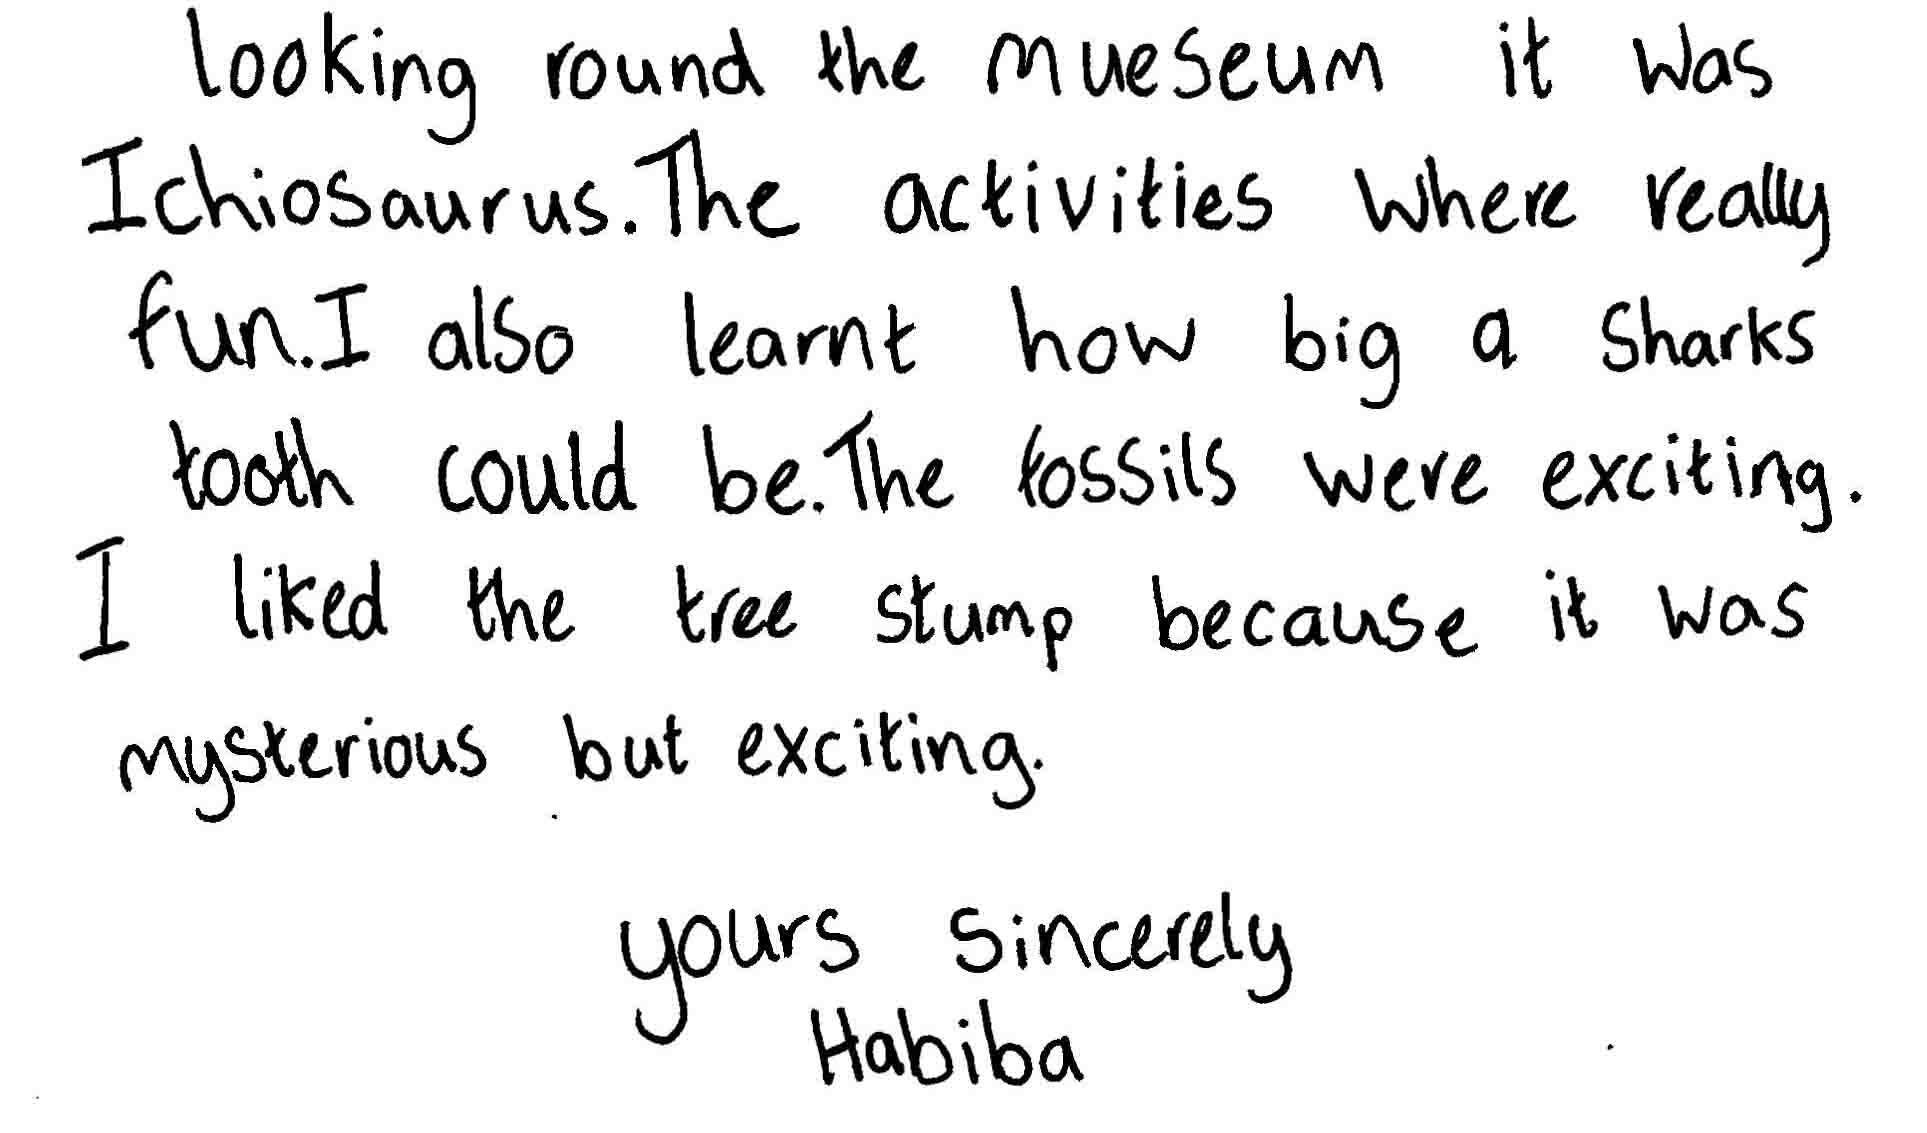 looking round the mueseum it was
Ichiosaurus.The activities where really
fun.I also learnt how big a sharks
tooth could be.The fossils were exciting.
I liked the tree stump because it was
mysterious but exciting.
yours sincerely
Habiba